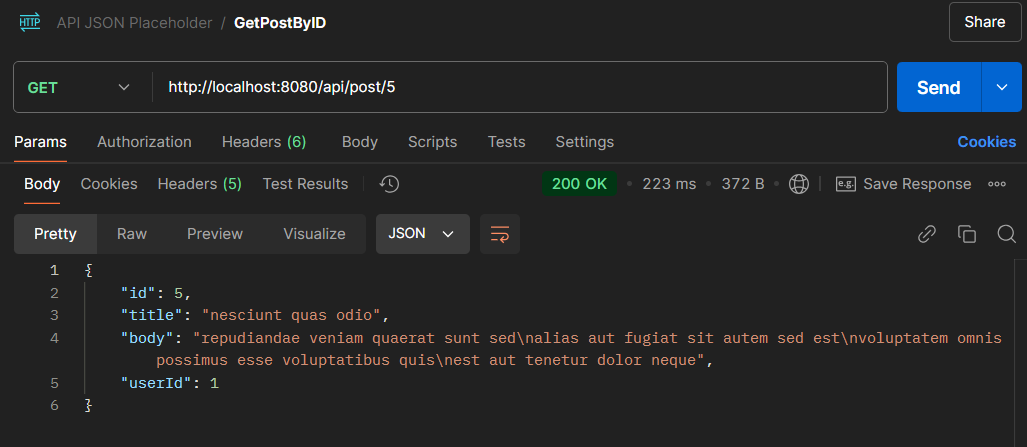 HTTP API JSON Placeholder / GetPostByID Share
GET http://localhost:8080/api/post/5 Send
Params Authorization Headers (6) Body Scripts Tests Settings Cookies
Body Cookies Headers (5) Test Results 200 OK • 223 ms • 372 B e.g. Save Response
Pretty Raw Preview Visualize JSON
1 {
2 "id": 5,
3 "title": "nesciunt quas odio",
4 "body": "repudiandae veniam quaerat sunt sed\nalias aut fugiat sit autem sed est\nvoluptatem omnis
possimus esse voluptatibus quis\nest aut tenetur dolor neque",
5 "userId": 1
6 }